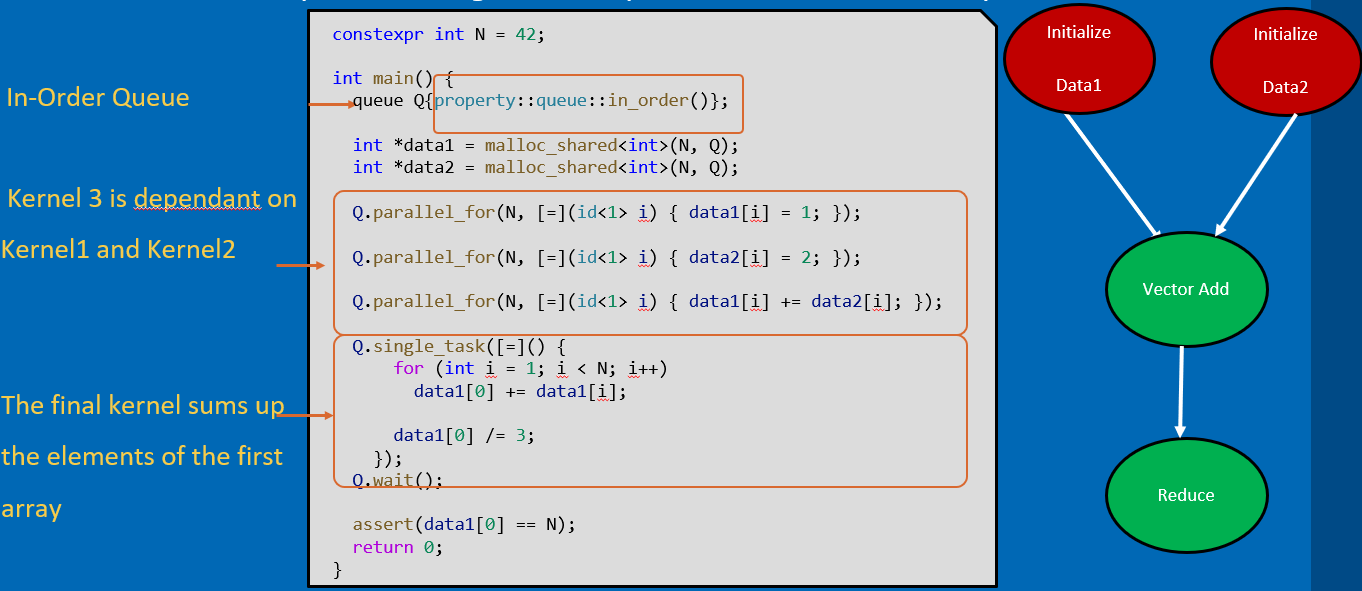 In-Order Queue
Kernel 3 is dependant on
Kernel1 and Kernel2
The final kernel sums up
the elements of the first
array
constexpr int N = 42;
int main() {
queue Q{property::queue::in_order()};
int *data1 = malloc_shared<int>(N, Q);
int *data2 = malloc_shared<int>(N, Q);
Q.parallel_for(N, [=](id<1> i) { data1[i] = 1; });
Q.parallel_for(N, [=](id<1> i) { data2[i] = 2; });
Q.parallel_for(N, [=](id<1> i) { data1[i] += data2[i]; });
Q.single_task([=]() {
for (int i = 1; i < N; i++)
data1[0] += data1[i];
data1[0] /= 3;
});
Q.wait();
assert(data1[0] == N);
return 0;
}
Initialize
Data1
Initialize
Data2
Vector Add
Reduce